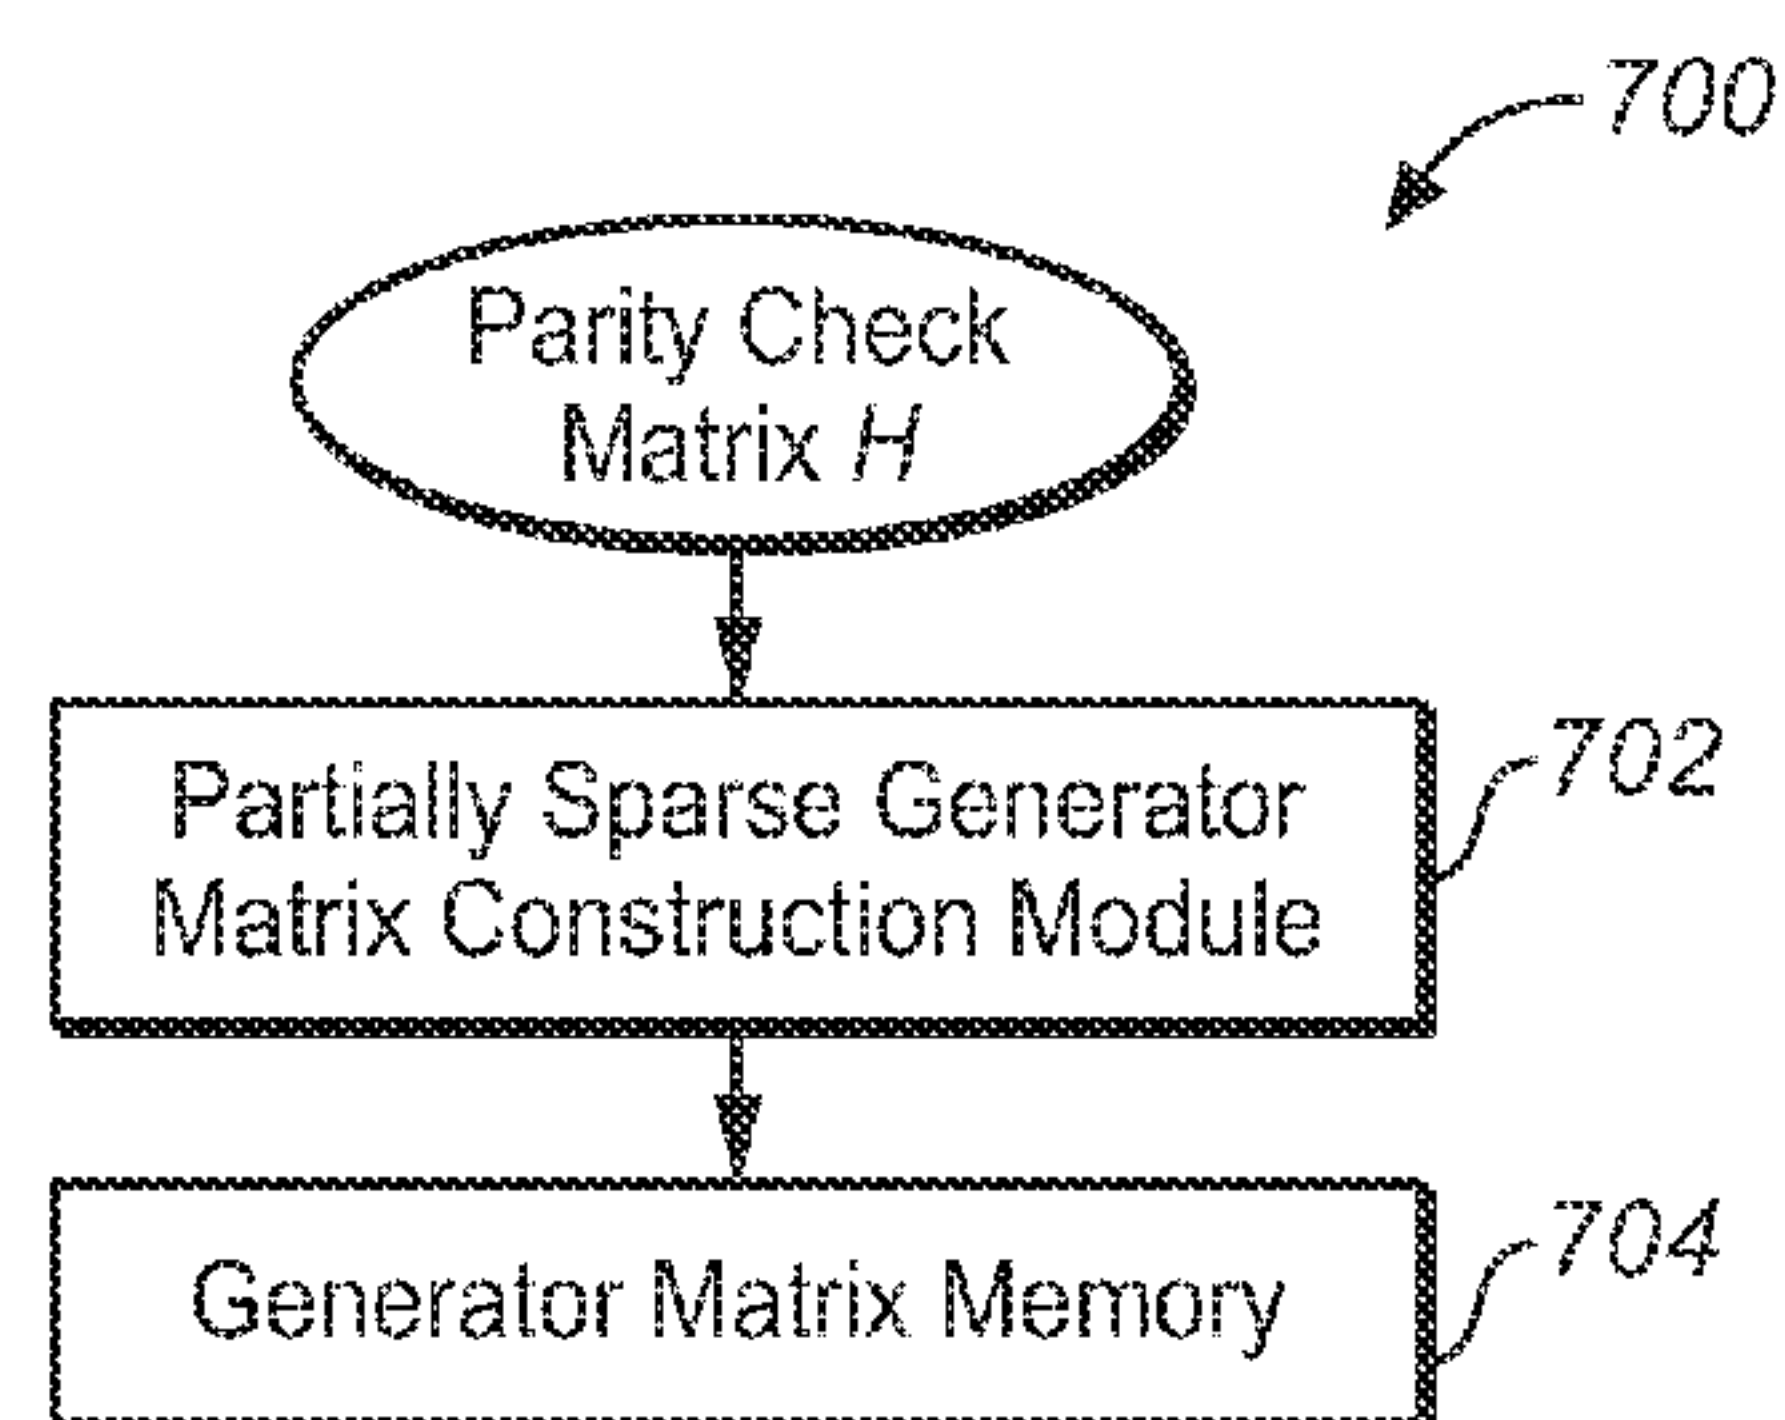 700
Parity Check
Matrix H
Partially Sparse Generator
Matrix Construction Module
702
Generator Matrix Memory
704